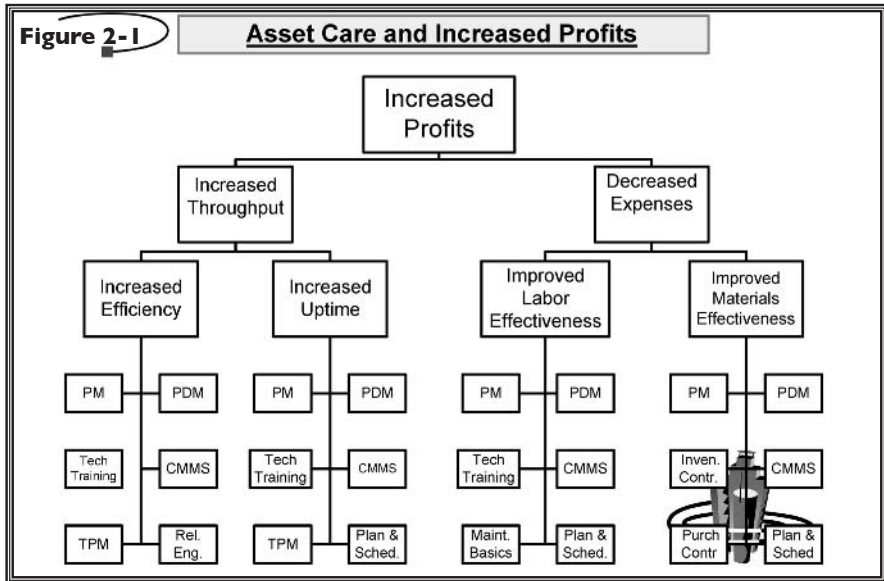 Figure 2-1
Asset Care and Increased Profits
Increased
Profits
Increased
Throughput
Decreased
Expenses
Increased
Efficiency
Increased
Uptime
Improved
Labor
Effectiveness
Improved
Materials
Effectiveness
PM
PDM
PM
PDM
PM
PDM
PM
PDM
Tech
Training
CMMS
Tech
Training
CMMS
Tech
Training
CMMS
Inven.
Contr.
CMMS
TPM
Rel.
Eng.
TPM
Plan &
Sched.
Maint.
Basics
Plan &
Sched.
Purch
Contr
Plan &
Sched